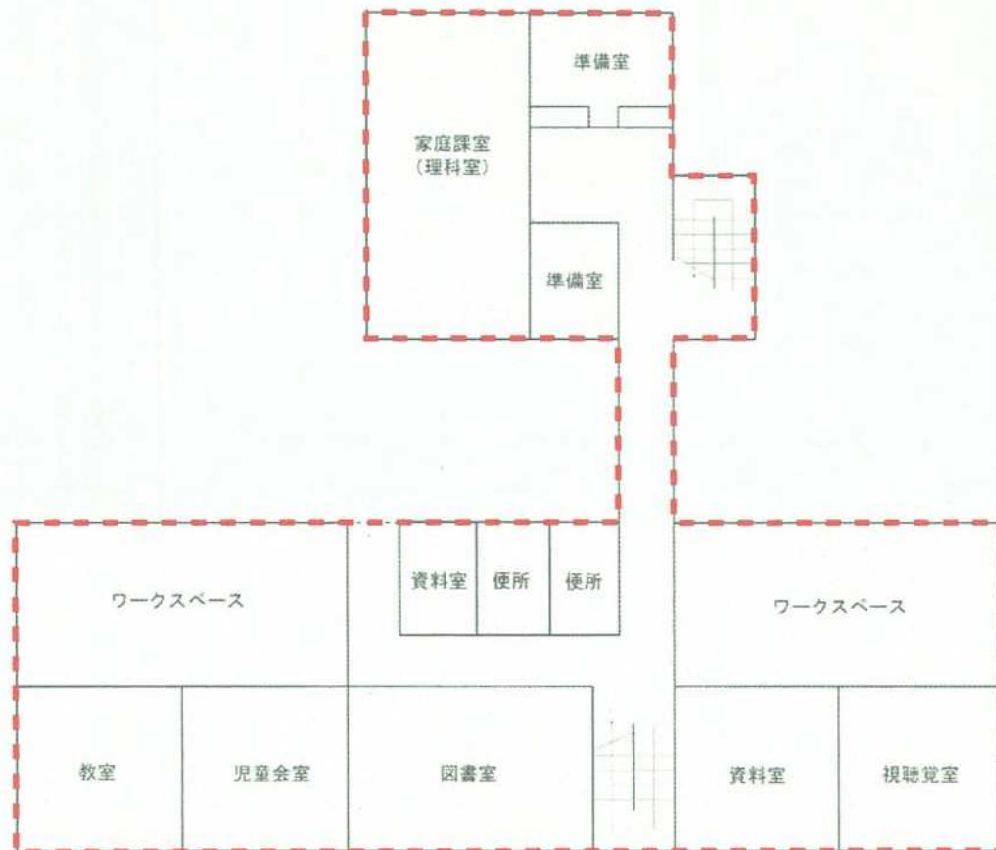 準備室
家庭課室
（理科室）
準備室
ワークスペース
資料室
便所
便所
ワークスペース
教室
児童会室
図書室
資料室
視聴覚室